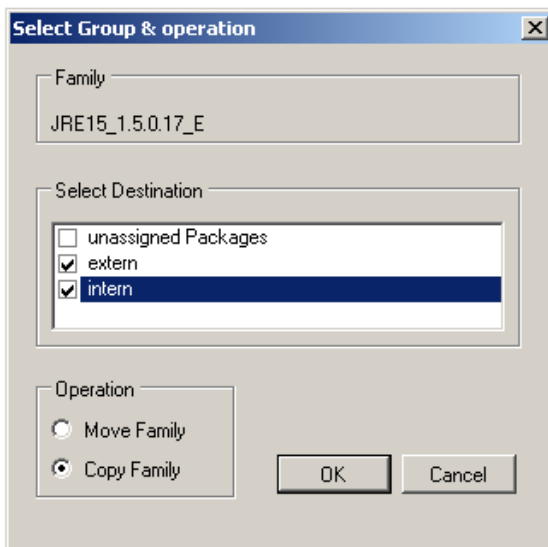 Select Group & operation
Family
JRE15_1.5.0.17_E
Select Destination
unassigned Packages
extern
intern
Operation
Move Family
Copy Family
OK Cancel